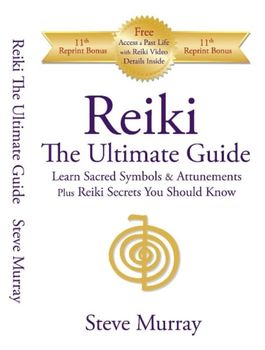 Reiki The Ultimate Guide Steve Murray
11th
Reprint Bonus
Free
Access a Past Life
with Reiki Video
Details Inside
11th
Reprint Bonus
Reiki
The Ultimate Guide
Learn Sacred Symbols & Attunements
Plus Reiki Secrets You Should Know
Steve Murray